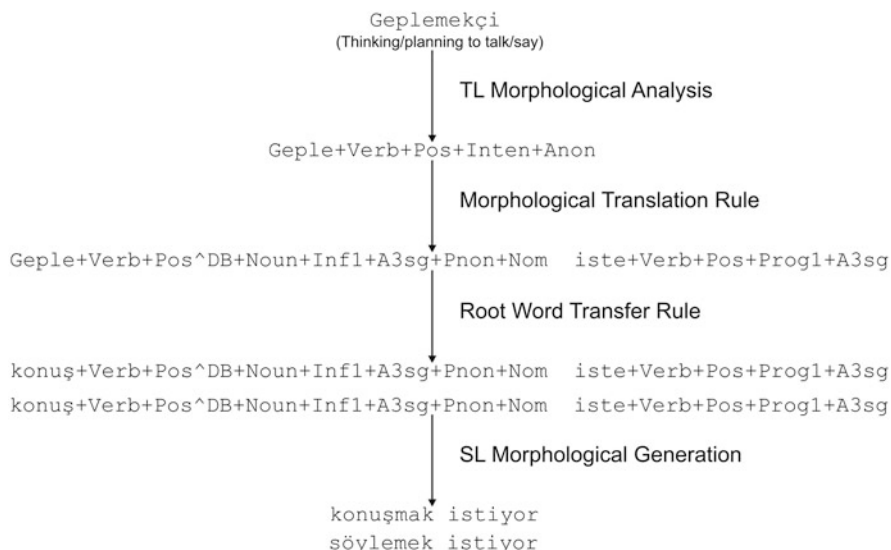 Geplemekçi
(Thinking/planning to talk/say)
TL Morphological Analysis
Geple+Verb+Pos+Inten+Anon
Morphological Translation Rule
Geple+Verb+Pos^DB+Noun+Inf1+A3sg+Pnon+Nom iste+Verb+Pos+Prog1+A3sg
Root Word Transfer Rule
konuş+Verb+Pos^DB+Noun+Inf1+A3sg+Pnon+Nom iste+Verb+Pos+Prog1+A3sg
konuş+Verb+Pos^DB+Noun+Inf1+A3sg+Pnon+Nom iste+Verb+Pos+Prog1+A3sg
SL Morphological Generation
konuşmak istiyor
söylemek istiyor